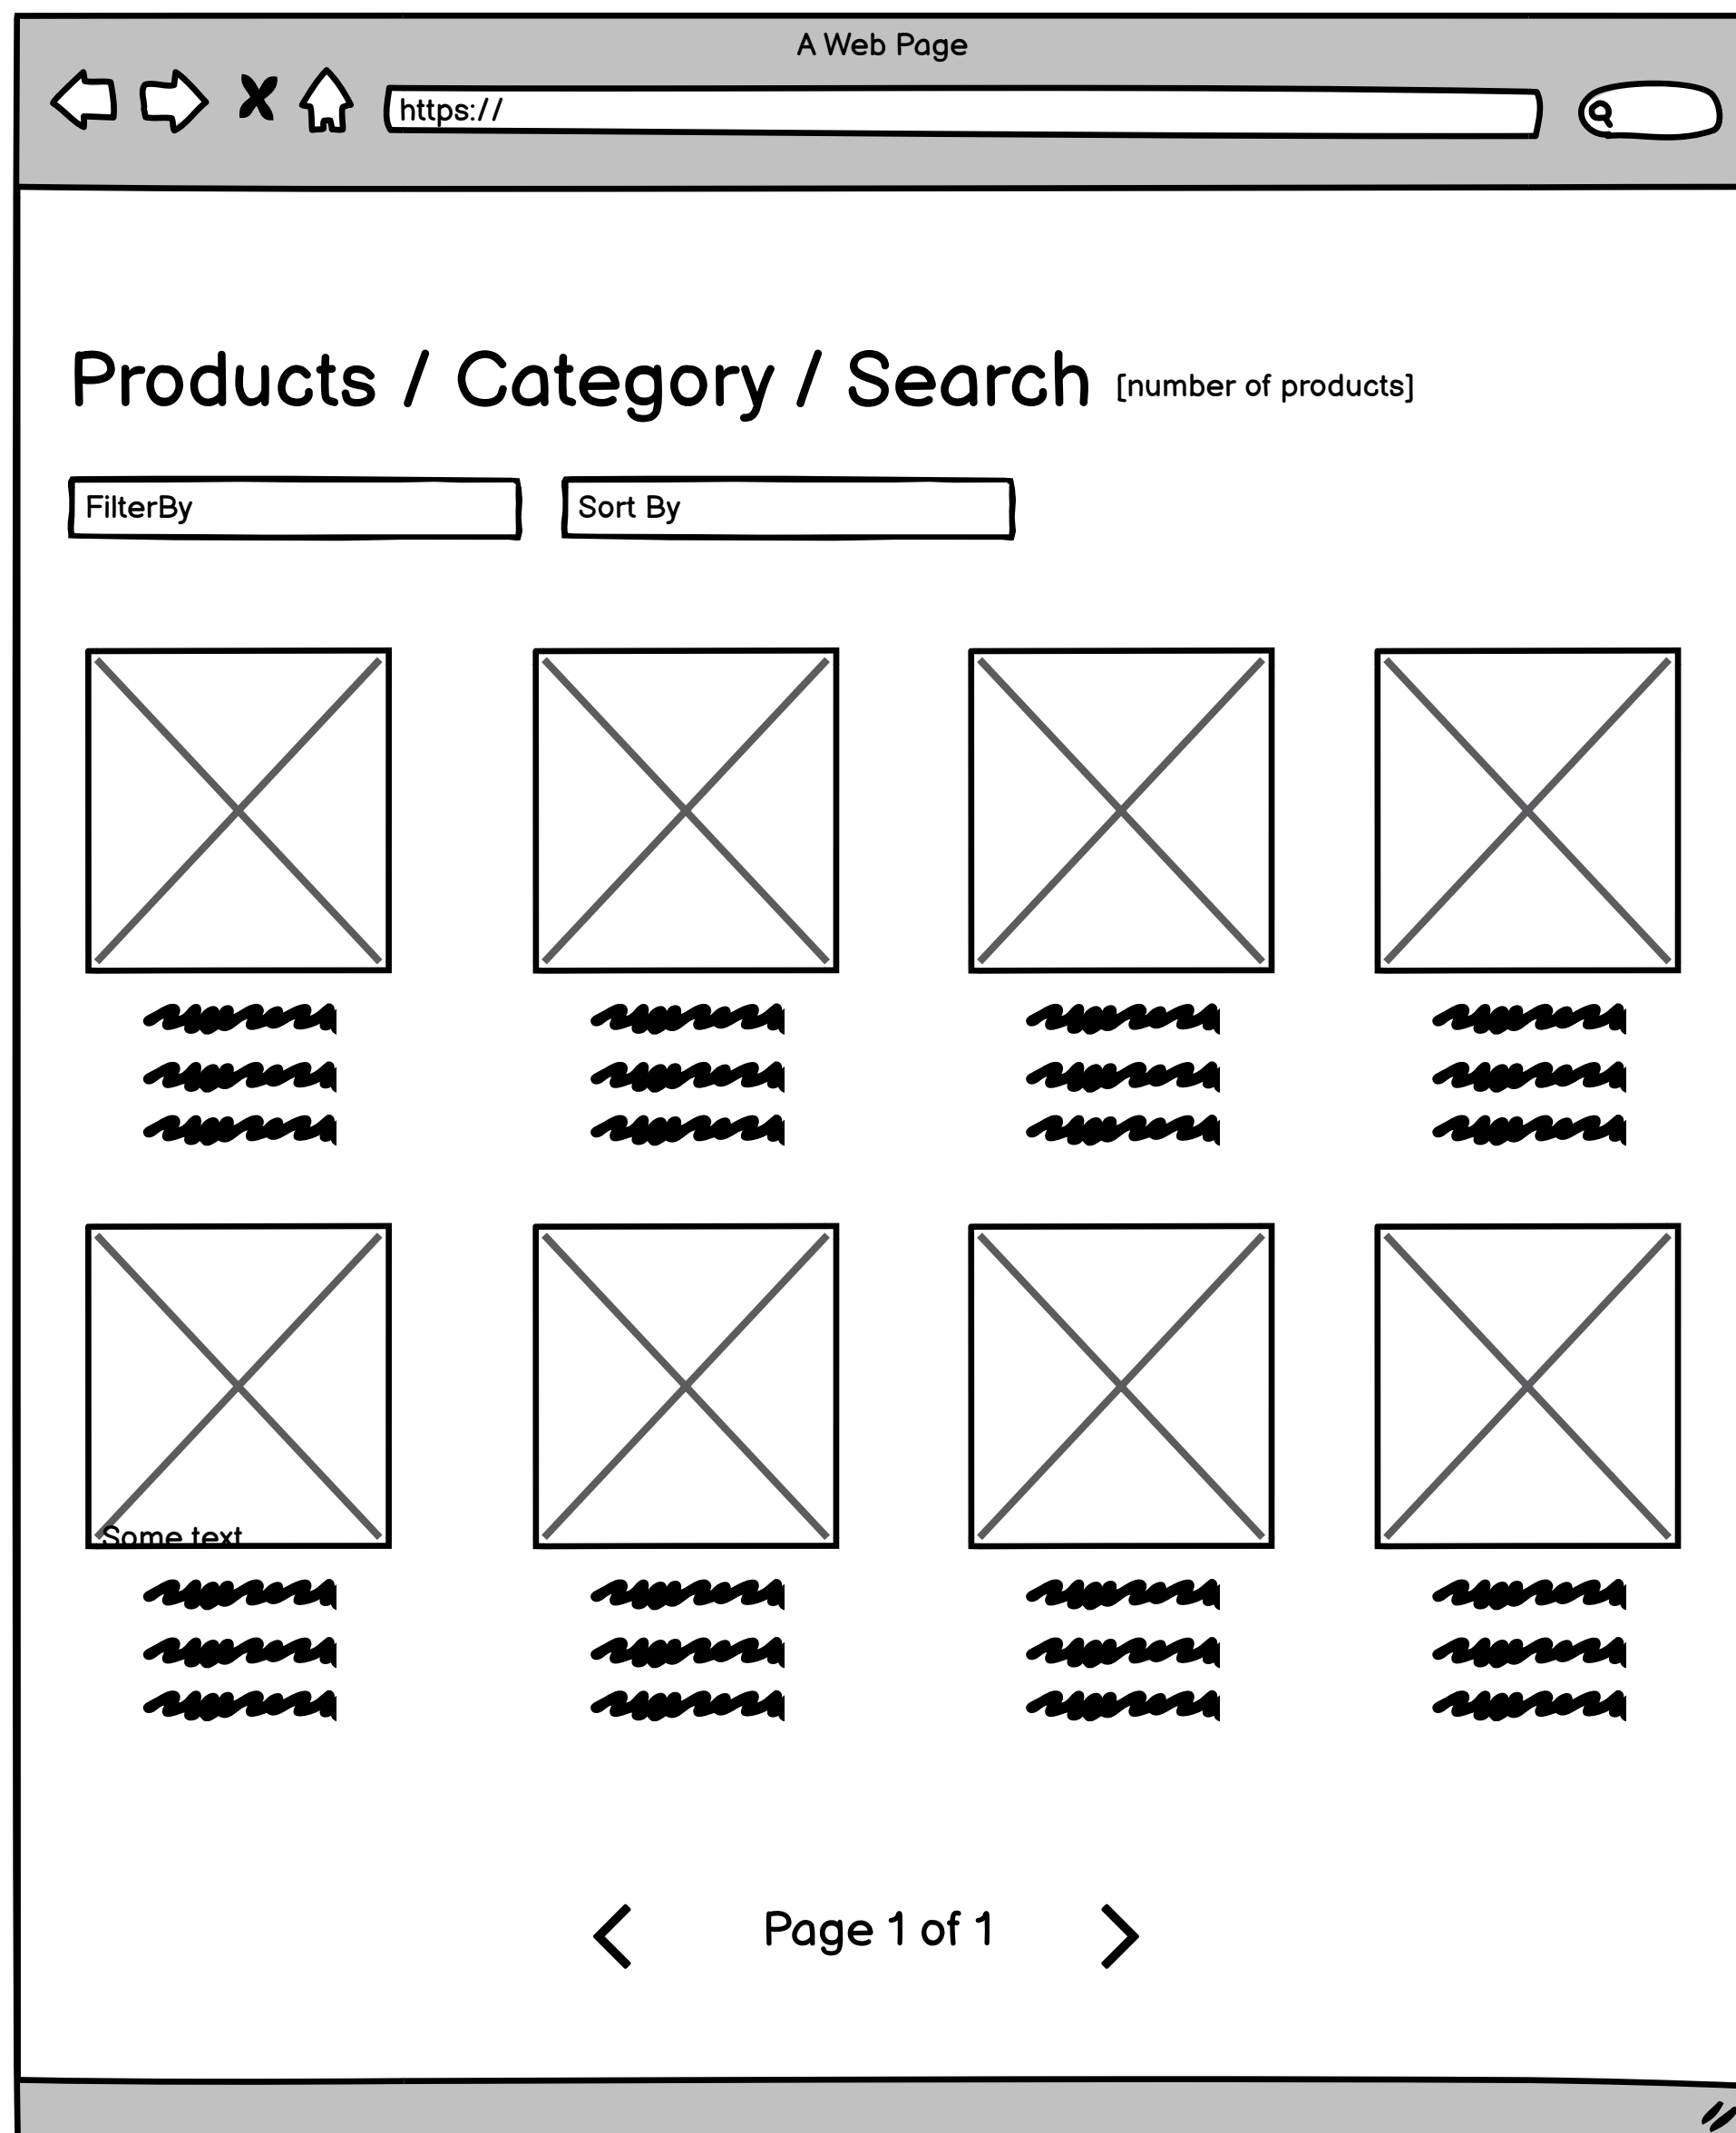 A Web Page
https://
Products / Category / Search [number of products]
FilterBy
Sort By
Some text
Page 1 of 1